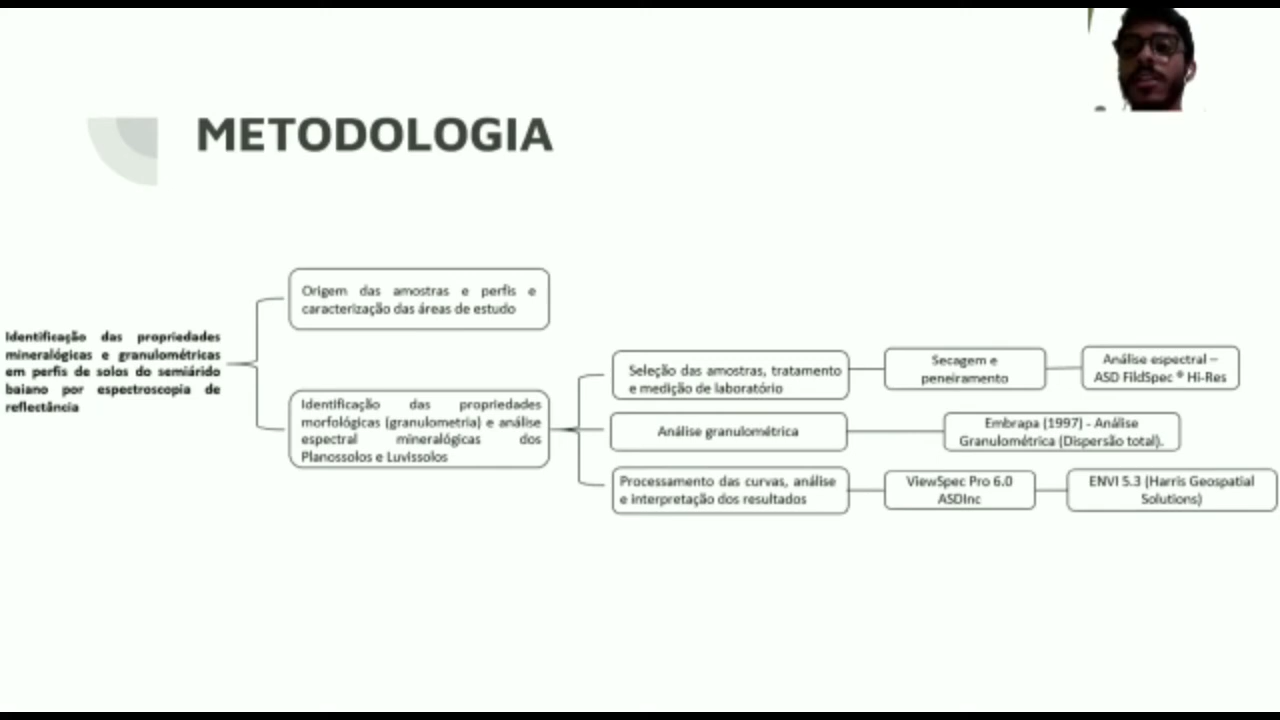 METODOLOGIA
Identificação das propriedades
mineralógicas e granulométricas
em perfis de solos do semiárido
baiano por espectroscopia de
reflectância
Origem das amostras e perfis e
caracterização das áreas de estudo
Identificação das propriedades
morfológicas (granulometria) e análise
espectral mineralógicas dos
Planossolos e Luvissolos
Seleção das amostras, tratamento
e medição de laboratório
Secagem e
peneiramento
Análise espectral –
ASD FildSpec ® Hi-Res
Análise granulométrica
Embrapa (1997) - Análise
Granulométrica (Dispersão total).
Processamento das curvas, análise
e interpretação dos resultados
ViewSpec Pro 6.0
ASDInc
ENVI 5.3 (Harris Geospatial
Solutions)